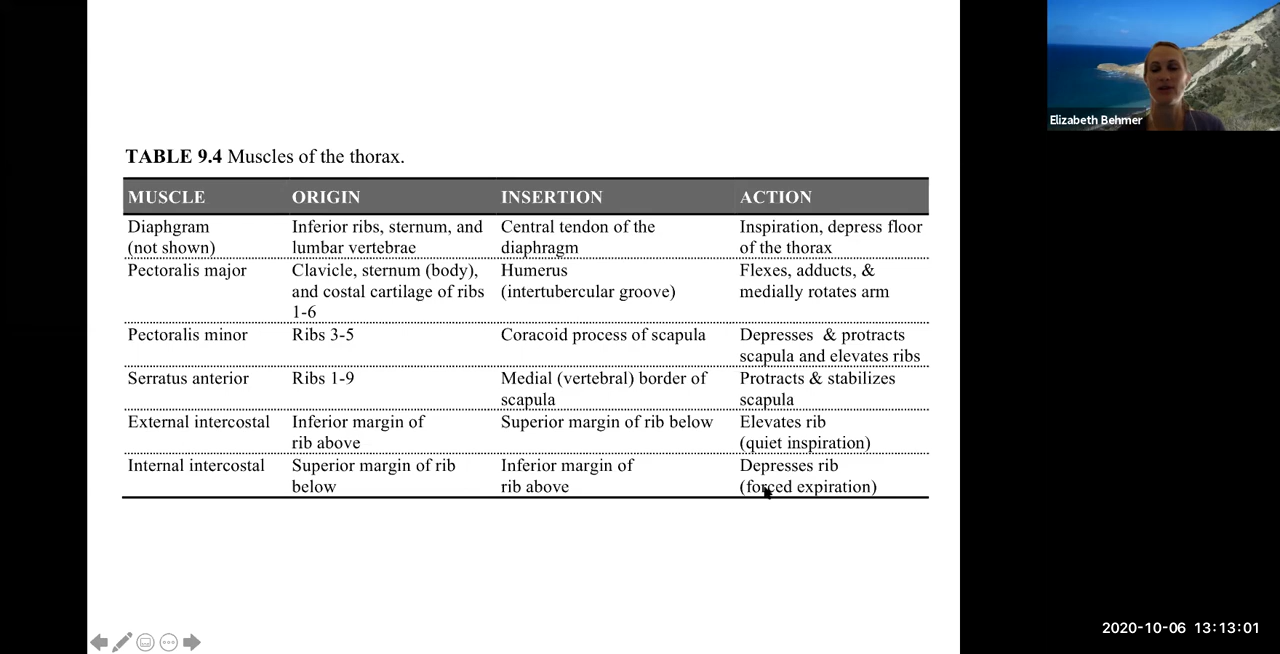 Elizabeth Behmer
TABLE 9.4 Muscles of the thorax.
MUSCLE ORIGIN INSERTION ACTION
Diaphgram Inferior ribs, sternum, and Central tendon of the Inspiration, depress floor
(not shown) lumbar vertebrae diaphragm of the thorax
Pectoralis major Clavicle, sternum (body), Humerus Flexes, adducts, &
and costal cartilage of ribs (intertubercular groove) medially rotates arm
1-6
Pectoralis minor Ribs 3-5 Coracoid process of scapula Depresses & protracts
scapula and elevates ribs
Serratus anterior Ribs 1-9 Medial (vertebral) border of Protracts & stabilizes
scapula scapula
External intercostal Inferior margin of Superior margin of rib below Elevates rib
rib above (quiet inspiration)
Internal intercostal Superior margin of rib Inferior margin of Depresses rib
below rib above (forced expiration)
2020-10-06 13:13:01